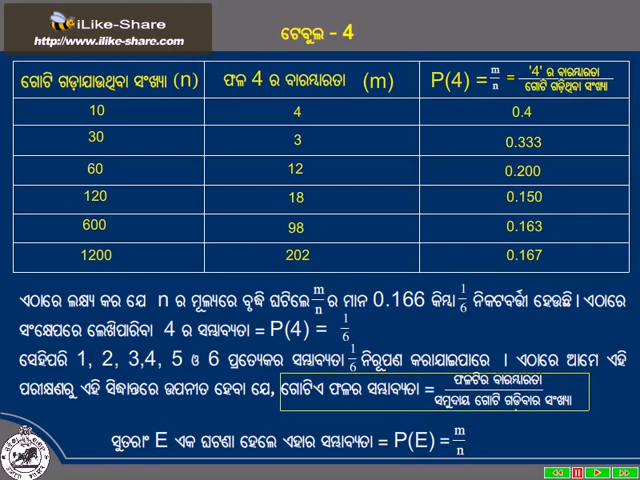 iLike-Share
http://www.ilike-share.com
ଟେବୁଲ - 4
ଗୋଟି ଗଡ଼ାଯାଉଥିବା ସଂଖ୍ୟା (n) ଫଳ 4 ର ବାରମ୍ବାରତା (m) P(4) = m/n = '4' ର ବାରମ୍ବାରତା / ଗୋଟି ଗଡ଼ିଥିବା ସଂଖ୍ୟା
10 4 0.4
30 3 0.333
60 12 0.200
120 18 0.150
600 98 0.163
1200 202 0.167
ଏଠାରେ ଲକ୍ଷ୍ୟ କର ଯେ n ର ମୂଲ୍ୟରେ ବୃଦ୍ଧି ଘଟିଲେ m/n ର ମାନ 0.166 କିମ୍ବା 1/6 ନିକଟବର୍ତ୍ତୀ ହେଉଛି। ଏଠାରେ
ସଂକ୍ଷେପରେ ଲେଖିପାରିବା 4 ର ସମ୍ଭାବ୍ୟତା = P(4) = 1/6
ସେହିପରି 1, 2, 3,4, 5 ଓ 6 ପ୍ରତ୍ୟେକର ସମ୍ଭାବ୍ୟତା 1/6 ନିରୂପଣ କରାଯାଇପାରେ । ଏଠାରେ ଆମେ ଏହି
ପରୀକ୍ଷଣରୁ ଏହି ସିଦ୍ଧାନ୍ତରେ ଉପନୀତ ହେବା ଯେ, ଗୋଟିଏ ଫଳର ସମ୍ଭାବ୍ୟତା = ଫଳଟିର ବାରମ୍ବାରତା / ସମୁଦାୟ ଗୋଟି ଗଡିବାର ସଂଖ୍ୟା
ସୁତରାଂ E ଏକ ଘଟଣା ହେଲେ ଏହାର ସମ୍ଭାବ୍ୟତା = P(E) = m/n